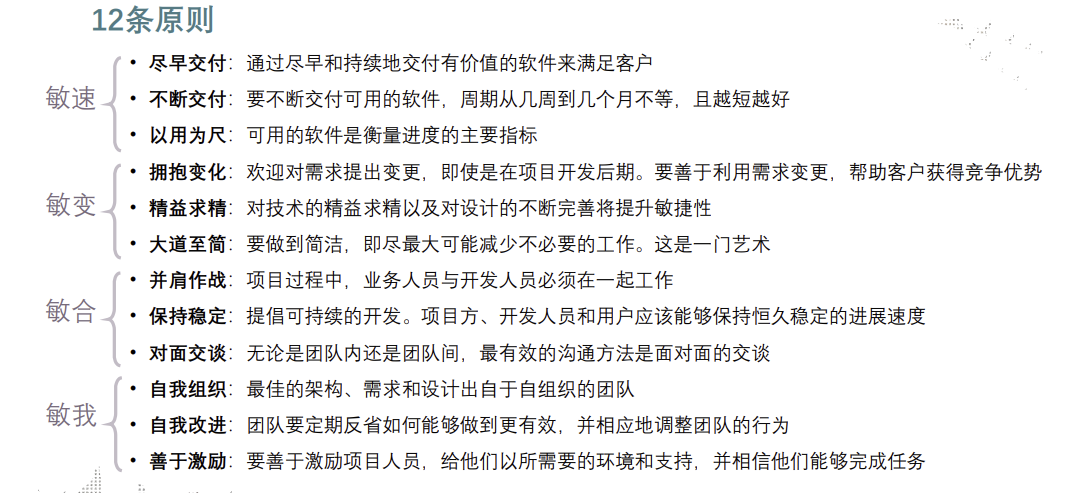 12条原则
敏速
• 尽早交付：通过尽早和持续地交付有价值的软件来满足客户
• 不断交付：要不断交付可用的软件，周期从几周到几个月不等，且越短越好
• 以用为尺：可用的软件是衡量进度的主要指标
敏变
• 拥抱变化：欢迎对需求提出变更，即使是在项目开发后期。要善于利用需求变更，帮助客户获得竞争优势
• 精益求精：对技术的精益求精以及对设计的不断完善将提升敏捷性
• 大道至简：要做到简洁，即尽最大可能减少不必要的工作。这是一门艺术
敏合
• 并肩作战：项目过程中，业务人员与开发人员必须在一起工作
• 保持稳定：提倡可持续的开发。项目方、开发人员和用户应该能够保持恒久稳定的进展速度
• 对面交谈：无论是团队内还是团队间，最有效的沟通方法是面对面的交谈
敏我
• 自我组织：最佳的架构、需求和设计出自于自组织的团队
• 自我改进：团队要定期反省如何能够做到更有效，并相应地调整团队的行为
• 善于激励：要善于激励项目人员，给他们以所需要的环境和支持，并相信他们能够完成任务